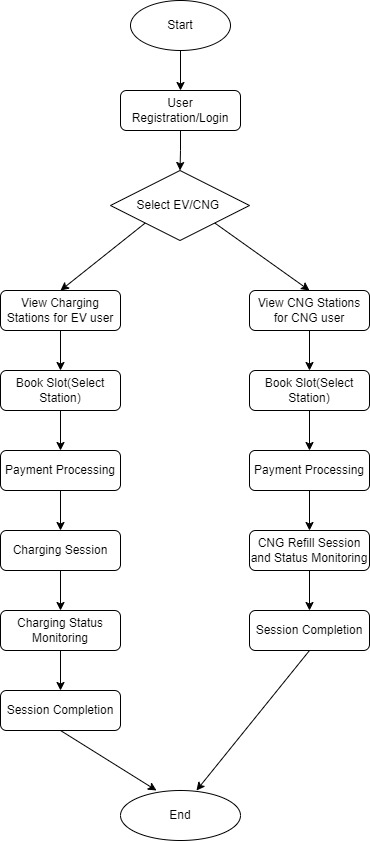 Start
User
Registration/Login
Select EV/CNG
View Charging
Stations for EV user
Book Slot(Select
Station)
Payment Processing
Charging Session
Charging Status
Monitoring
Session Completion
View CNG Stations
for CNG user
Book Slot(Select
Station)
Payment Processing
CNG Refill Session
and Status Monitoring
Session Completion
End